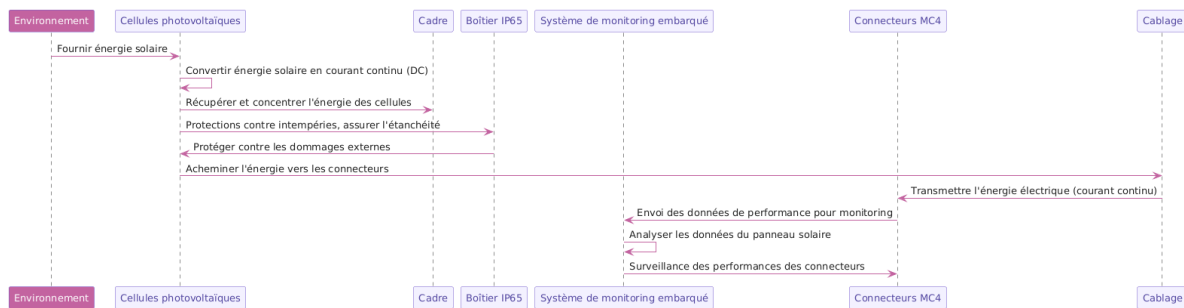 Environnement
Cellules photovoltaïques
Cadre
Boîtier IP65
Système de monitoring embarqué
Connecteurs MC4
Cablage
Fournir énergie solaire
Convertir énergie solaire en courant continu (DC)
Récupérer et concentrer l'énergie des cellules
Protections contre intempéries, assurer l'étanchéité
Protéger contre les dommages externes
Acheminer l'énergie vers les connecteurs
Transmettre l'énergie électrique (courant continu)
Envoi des données de performance pour monitoring
Analyser les données du panneau solaire
Surveillance des performances des connecteurs
Environnement
Cellules photovoltaïques
Cadre
Boîtier IP65
Système de monitoring embarqué
Connecteurs MC4
Cablage